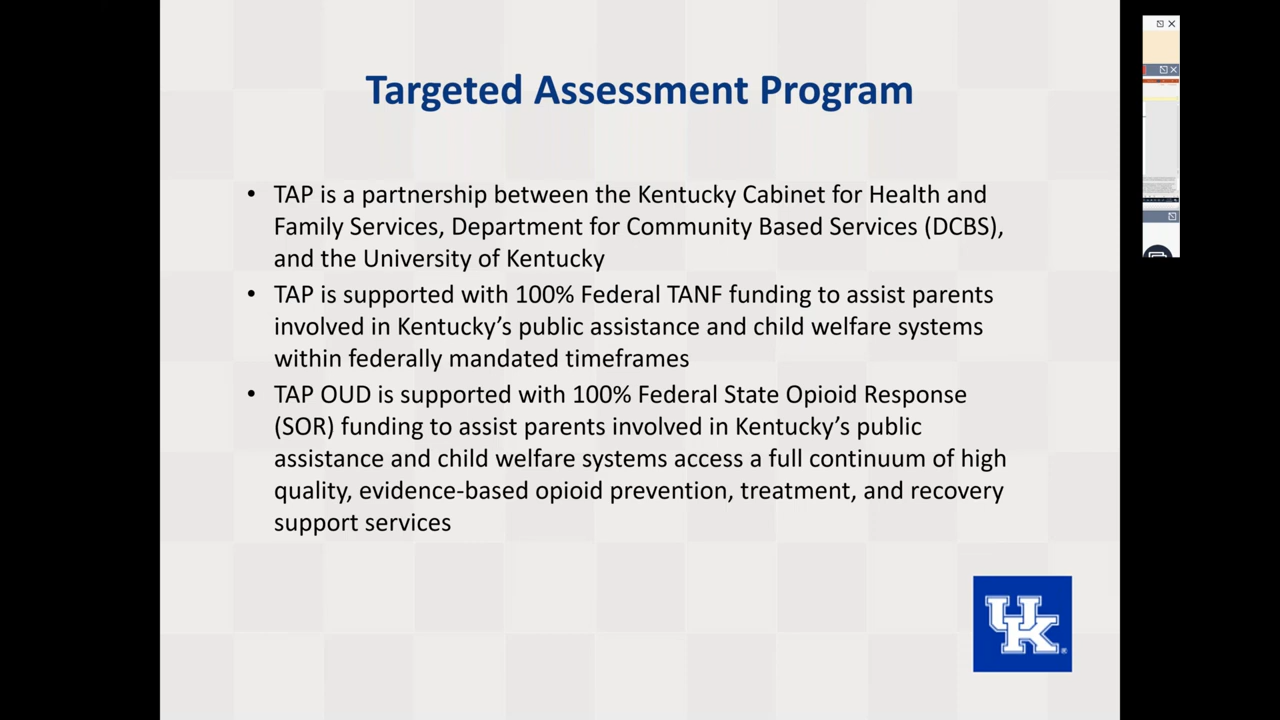 Targeted Assessment Program
• TAP is a partnership between the Kentucky Cabinet for Health and
Family Services, Department for Community Based Services (DCBS),
and the University of Kentucky
• TAP is supported with 100% Federal TANF funding to assist parents
involved in Kentucky’s public assistance and child welfare systems
within federally mandated timeframes
• TAP OUD is supported with 100% Federal State Opioid Response
(SOR) funding to assist parents involved in Kentucky’s public
assistance and child welfare systems access a full continuum of high
quality, evidence-based opioid prevention, treatment, and recovery
support services
UK®